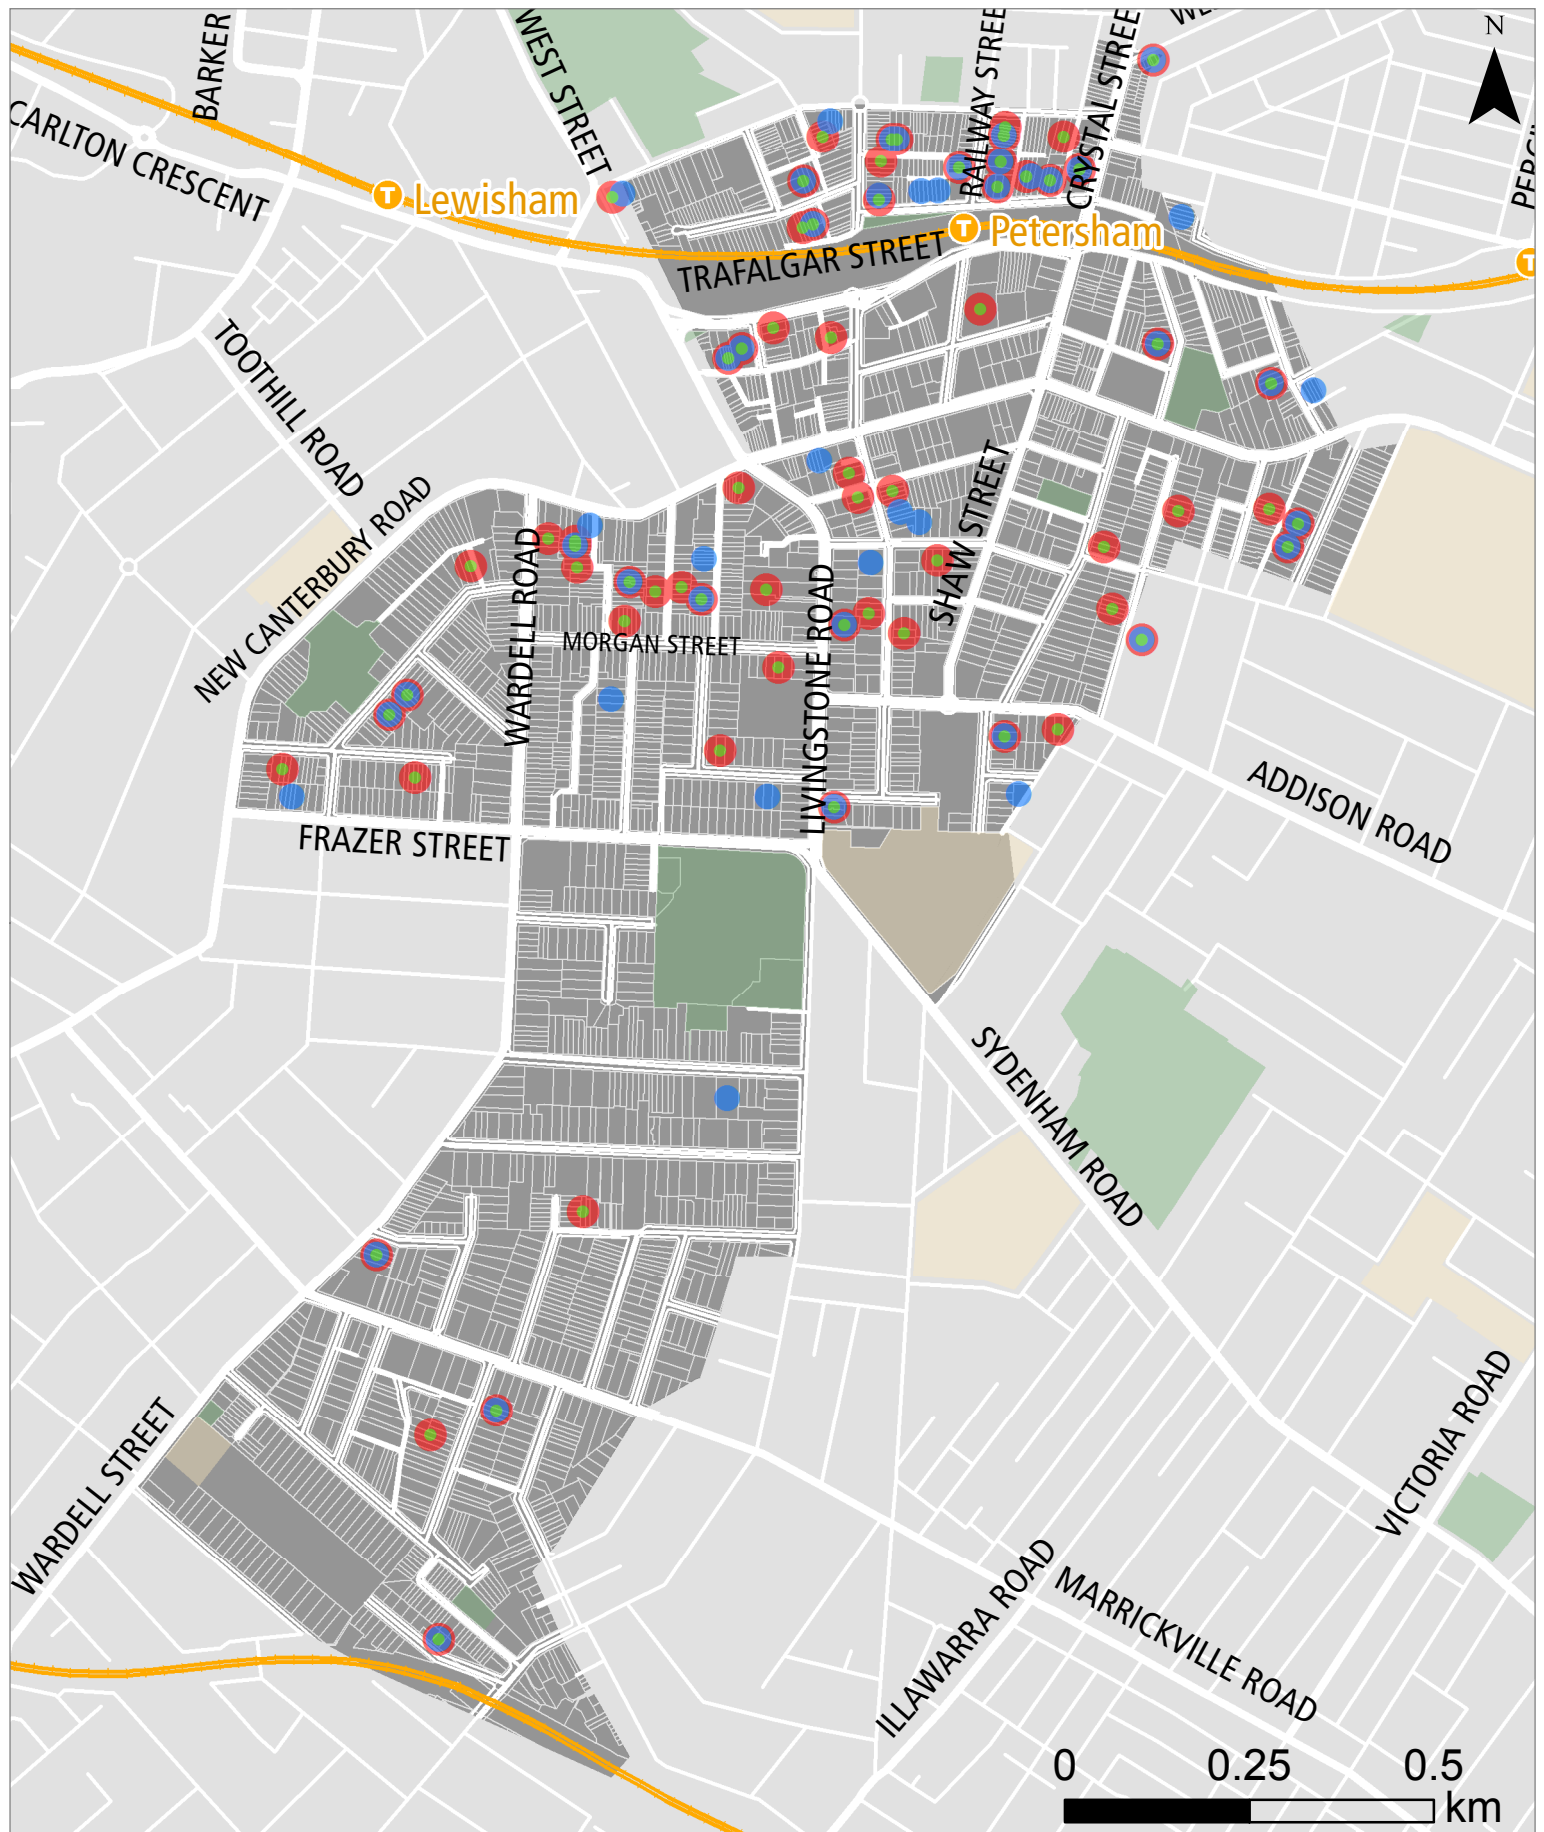 BARKER
WEST STREET
RAILWAY STREE
CRYSTAL STREE
N
CARLTON CRESCENT
T Lewisham
T Petersham
T
TRAFALGAR STREET
TOOTHILL ROAD
NEW CANTERBURY ROAD
WARDELL ROAD
SHAW STREET
MORGAN STREET
LIVINGSTONE ROAD
ADDISON ROAD
FRAZER STREET
SYDENHAM ROAD
VICTORIA ROAD
WARDELL STREET
ILLAWARRA ROAD
MARRICKVILLE ROAD
0 0.25 0.5
km